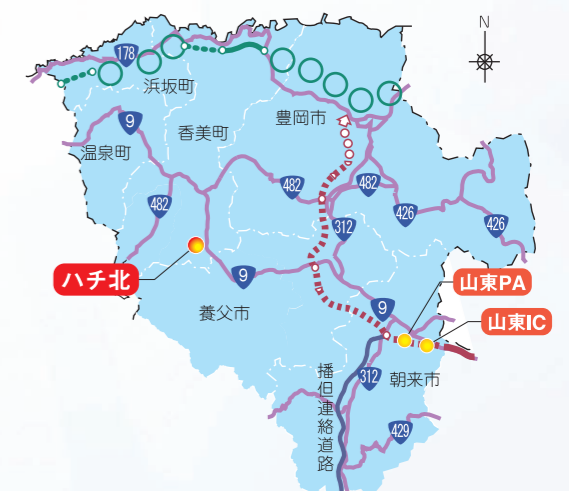 N
178
浜坂町
豊岡市
9
香美町
温泉町
482
482
482
426
426
312
ハチ北
9
山東PA
養父市
9
山東IC
播但連絡道路
312
朝来市
429